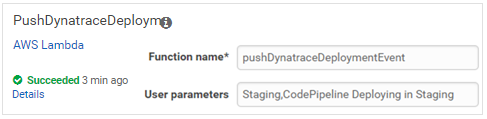 PushDynatraceDeploym
AWS Lambda
Function name* pushDynatraceDeploymentEvent
Succeeded 3 min ago
Details
User parameters Staging,CodePipeline Deploying in Staging